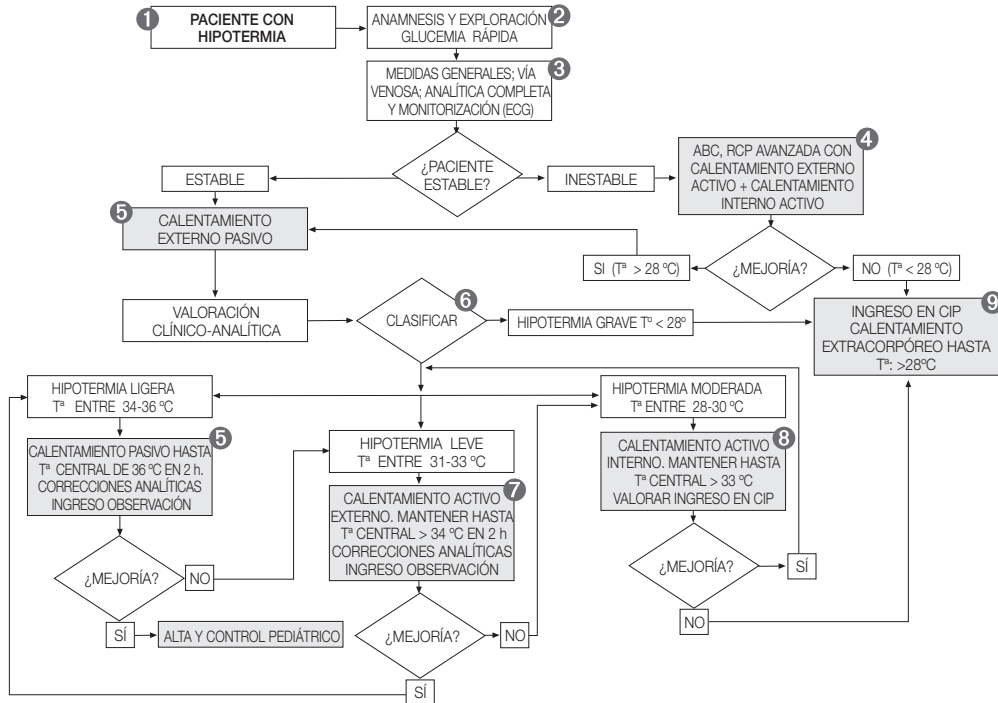 1
PACIENTE CON
HIPOTERMIA
2
ANAMNESIS Y EXPLORACIÓN
GLUCEMIA RÁPIDA
3
MEDIDAS GENERALES; VÍA
VENOSA; ANALÍTICA COMPLETA
Y MONITORIZACIÓN (ECG)
¿PACIENTE
ESTABLE?
ESTABLE
INESTABLE
4
ABC, RCP AVANZADA CON
CALENTAMIENTO EXTERNO
ACTIVO + CALENTAMIENTO
INTERNO ACTIVO
5
CALENTAMIENTO
EXTERNO PASIVO
¿MEJORÍA?
SI (Tª > 28 ºC)
NO (Tª < 28 ºC)
VALORACIÓN
CLÍNICO-ANALÍTICA
6
CLASIFICAR
HIPOTERMIA GRAVE Tº < 28º
9
INGRESO EN CIP
CALENTAMIENTO
EXTRACORPÓREO HASTA
Tª: >28ºC
HIPOTERMIA LIGERA
Tª ENTRE 34-36 ºC
5
CALENTAMIENTO PASIVO HASTA
Tª CENTRAL DE 36 ºC EN 2 h.
CORRECCIONES ANALÍTICAS
INGRESO OBSERVACIÓN
¿MEJORÍA?
NO
SÍ
ALTA Y CONTROL PEDIÁTRICO
HIPOTERMIA LEVE
Tª ENTRE 31-33 ºC
7
CALENTAMIENTO ACTIVO
EXTERNO. MANTENER HASTA
Tª CENTRAL > 34 ºC EN 2 h
CORRECCIONES ANALÍTICAS
INGRESO OBSERVACIÓN
¿MEJORÍA?
NO
SÍ
HIPOTERMIA MODERADA
Tª ENTRE 28-30 ºC
8
CALENTAMIENTO ACTIVO
INTERNO. MANTENER HASTA
Tª CENTRAL > 33 ºC
VALORAR INGRESO EN CIP
¿MEJORÍA?
SÍ
NO